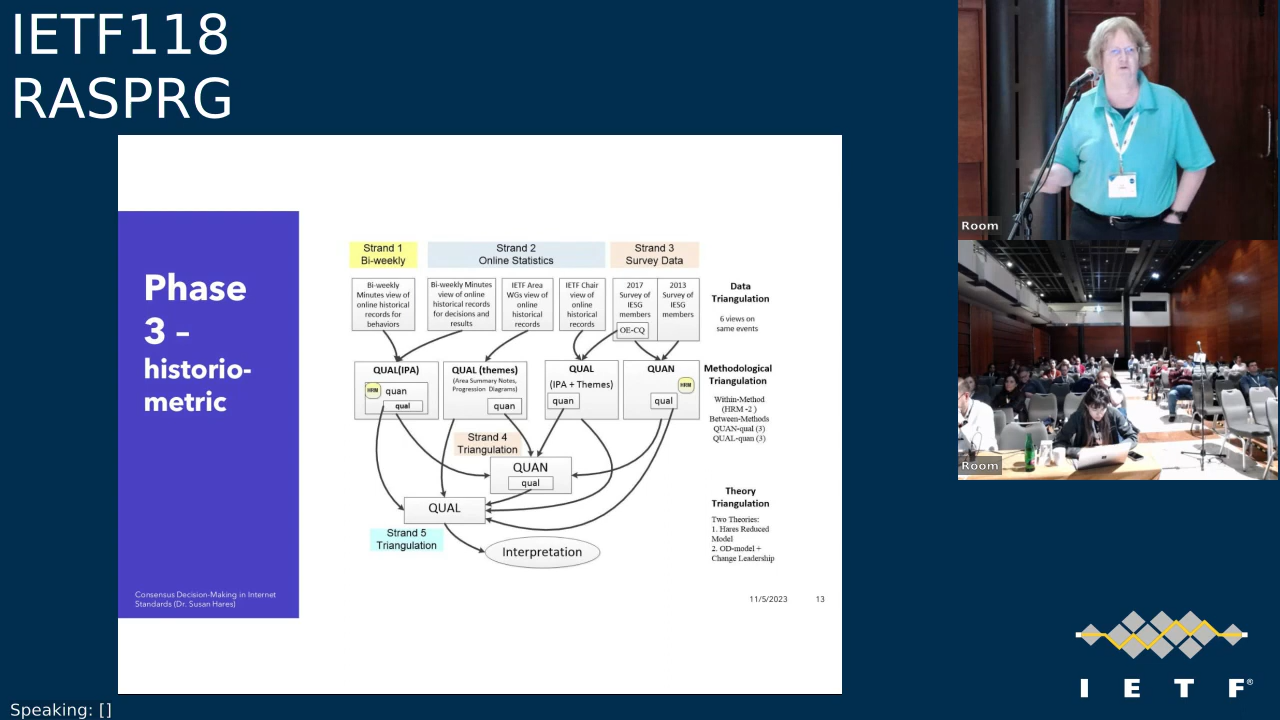 IETF118
RASPRG
Phase
3 –
historio-
metric
Consensus Decision-Making in Internet
Standards (Dr. Susan Hares)
Strand 1
Bi-weekly
Strand 2
Online Statistics
Strand 3
Survey Data
Bi-weekly
Minutes view of
online historical
records for
behaviors
Bi-weekly Minutes
view of online
historical records
for decisions and
results
IETF Area
WGs view of
online
historical
records
IETF Chair
view of
online
historical
records
2017
Survey of
IESG
members
OE-CQ
2013
Survey of
IESG
members
Data
Triangulation
6 views on
same events
QUAL(IPA)
HRM
quan
qual
QUAL (themes)
(Area Summary Notes,
Progression Diagrams)
quan
QUAL
(IPA + Themes)
quan
QUAN
HRM
qual
Methodological
Triangulation
Within-Method
(HRM -2 )
Between-Methods
QUAN-qual (3)
QUAL-quan (3)
Strand 4
Triangulation
QUAN
qual
QUAL
Strand 5
Triangulation
Interpretation
Theory
Triangulation
Two Theories:
1. Hares Reduced
Model
2. OD-model +
Change Leadership
11/5/2023
13
Room
Room
I E T F®
Speaking: []